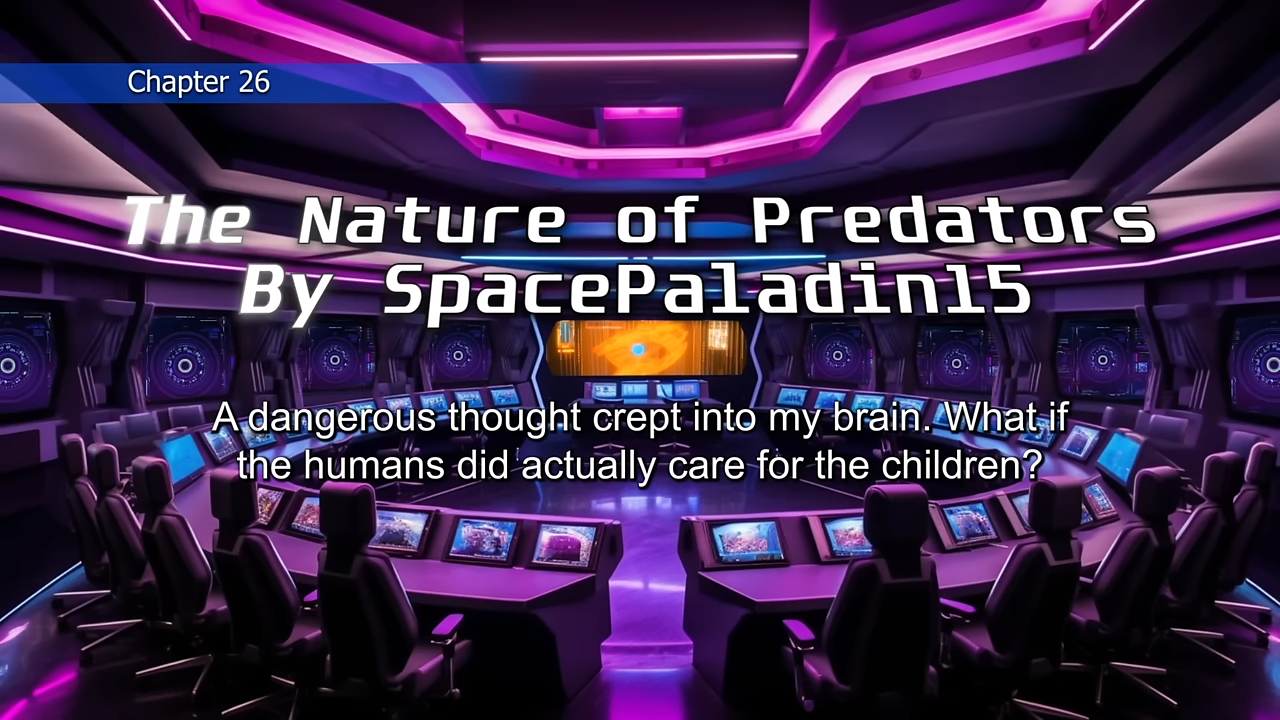 Chapter 26
The Nature of Predators
By SpacePaladin15
A dangerous thought crept into my brain. What if
the humans did actually care for the children?